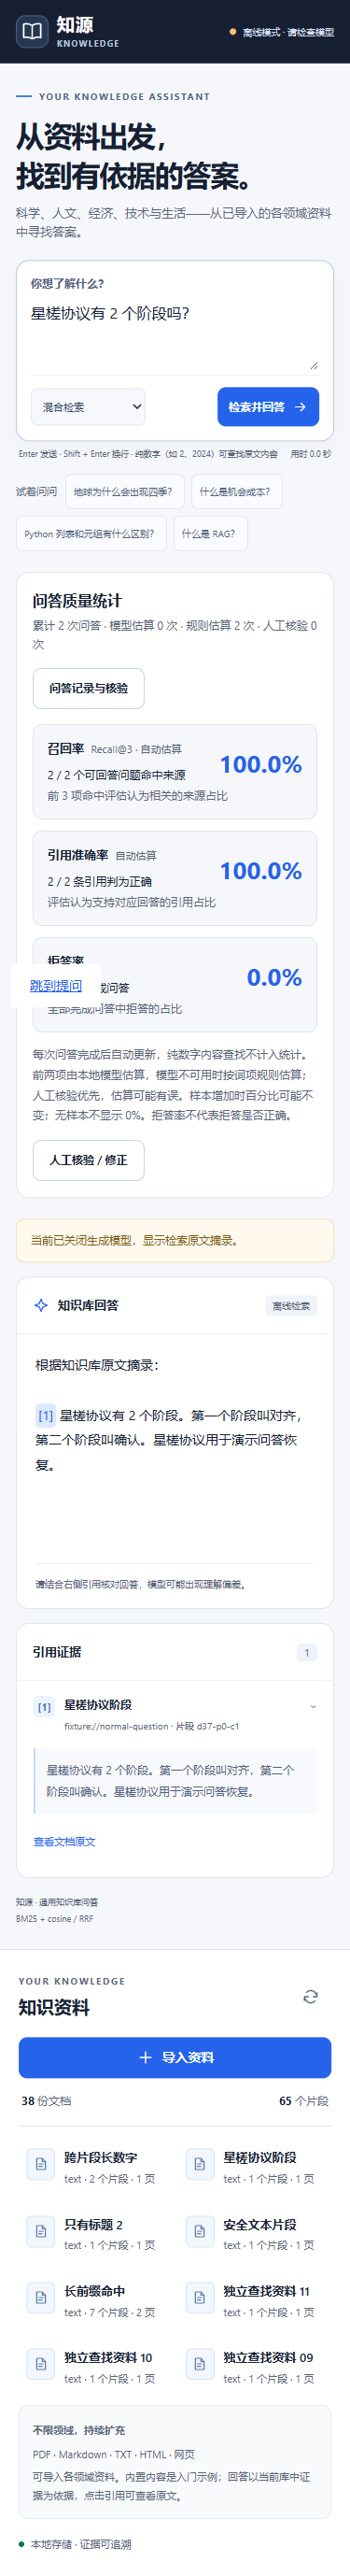 知源
KNOWLEDGE
离线模式 · 请检查模型
YOUR KNOWLEDGE ASSISTANT
从资料出发，
找到有依据的答案。
科学、人文、经济、技术与生活——从已导入的各领域资料
中寻找答案。
你想了解什么？
星槎协议有 2 个阶段吗？
混合检索
检索并回答
Enter 发送 · Shift + Enter 换行 · 纯数字（如 2、2024）可查找原文内容
用时 0.0 秒
试着问问
地球为什么会出现四季？
什么是机会成本？
Python 列表和元组有什么区别？
什么是 RAG？
问答质量统计
累计 2 次问答 · 模型估算 0 次 · 规则估算 2 次 · 人工核验 0
次
问答记录与核验
召回率 Recall@3 · 自动估算
100.0%
2 / 2 个可回答问题命中来源
前 3 项命中评估认为相关的来源占比
引用准确率 自动估算
100.0%
2 / 2 条引用判为正确
评估认为支持对应回答的引用占比
拒答率
0.0%
跳到提问
成问答
全部完成问答中拒答的占比
每次问答完成后自动更新，纯数字内容查找不计入统计。
前两项由本地模型估算，模型不可用时按词项规则估算；
人工核验优先，估算可能有误。样本增加时百分比可能不
变；无样本不显示 0%。拒答率不代表拒答是否正确。
人工核验 / 修正
当前已关闭生成模型，显示检索原文摘录。
知识库回答
离线检索
根据知识库原文摘录：
[1] 星槎协议有 2 个阶段。第一个阶段叫对齐，
第二个阶段叫确认。星槎协议用于演示问答恢
复。
请结合右侧引用核对回答，模型可能出现理解偏差。
引用证据
1
[1] 星槎协议阶段
fixture://normal-question · 片段 d37-p0-c1
星槎协议有 2 个阶段。第一个阶段叫对齐，第二个
阶段叫确认。星槎协议用于演示问答恢复。
查看文档原文
知源 · 通用知识库问答
BM25 + cosine / RRF
YOUR KNOWLEDGE
知识资料
导入资料
38 份文档
65 个片段
跨片段长数字
text · 2 个片段 · 1 页
星槎协议阶段
text · 1 个片段 · 1 页
只有标题 2
text · 1 个片段 · 1 页
安全文本片段
text · 1 个片段 · 1 页
长前缀命中
text · 7 个片段 · 2 页
独立查找资料 11
text · 1 个片段 · 1 页
独立查找资料 10
text · 1 个片段 · 1 页
独立查找资料 09
text · 1 个片段 · 1 页
不限领域，持续扩充
PDF · Markdown · TXT · HTML · 网页
可导入各领域资料。内置内容是入门示例；回答以当前库中证
据为依据，点击引用可查看原文。
本地存储 · 证据可追溯